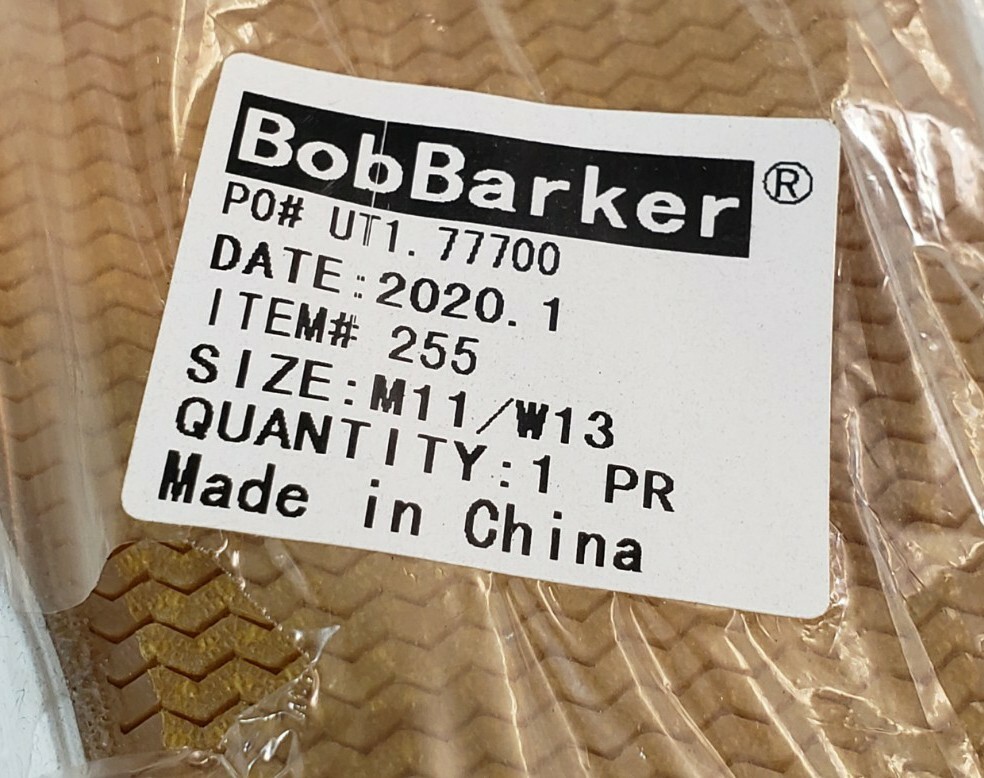 BobBarker®
PO# UT1.77700
DATE:2020.1
ITEM# 255
SIZE:M11/W13
QUANTITY:1 PR
Made in China